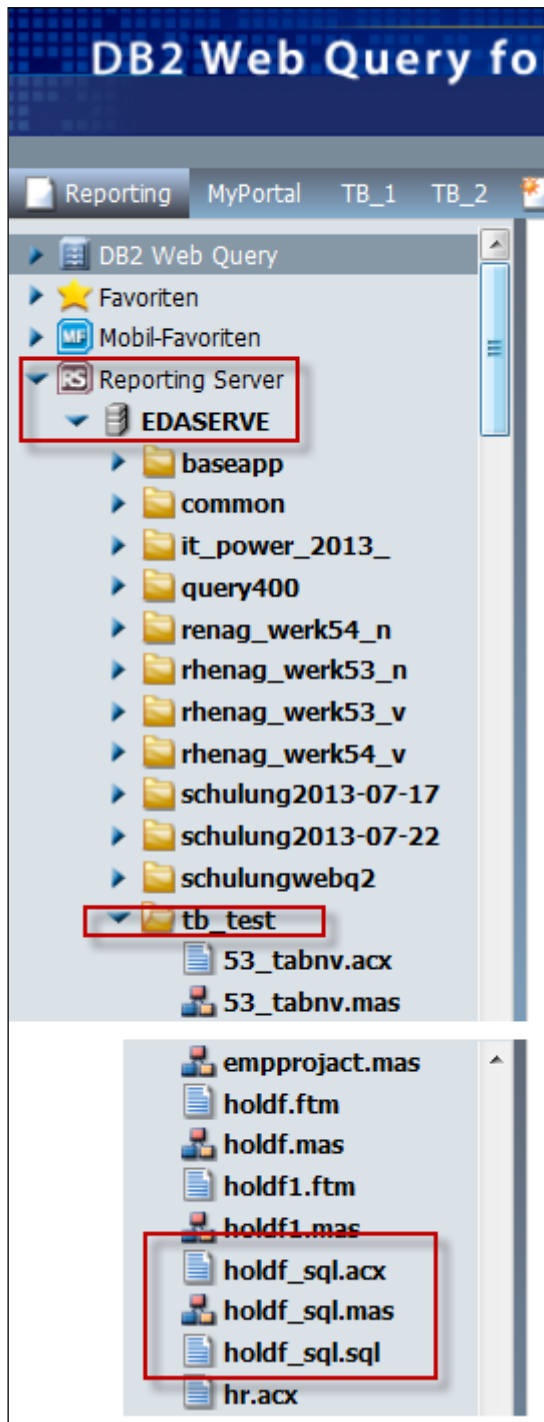 DB2 Web Query fo
Reporting MyPortal TB_1 TB_2
DB2 Web Query
Favoriten
MF Mobil-Favoriten
RS Reporting Server
EDASERVE
baseapp
common
it_power_2013_
query400
renag_werk54_n
rhenag_werk53_n
rhenag_werk53_v
rhenag_werk54_v
schulung2013-07-17
schulung2013-07-22
schulungwebq2
tb_test
53_tabnv.acx
53_tabnv.mas
empprojact.mas
holdf.ftm
holdf.mas
holdf1.ftm
holdf1.mas
holdf_sql.acx
holdf_sql.mas
holdf_sql.sql
hr.acx